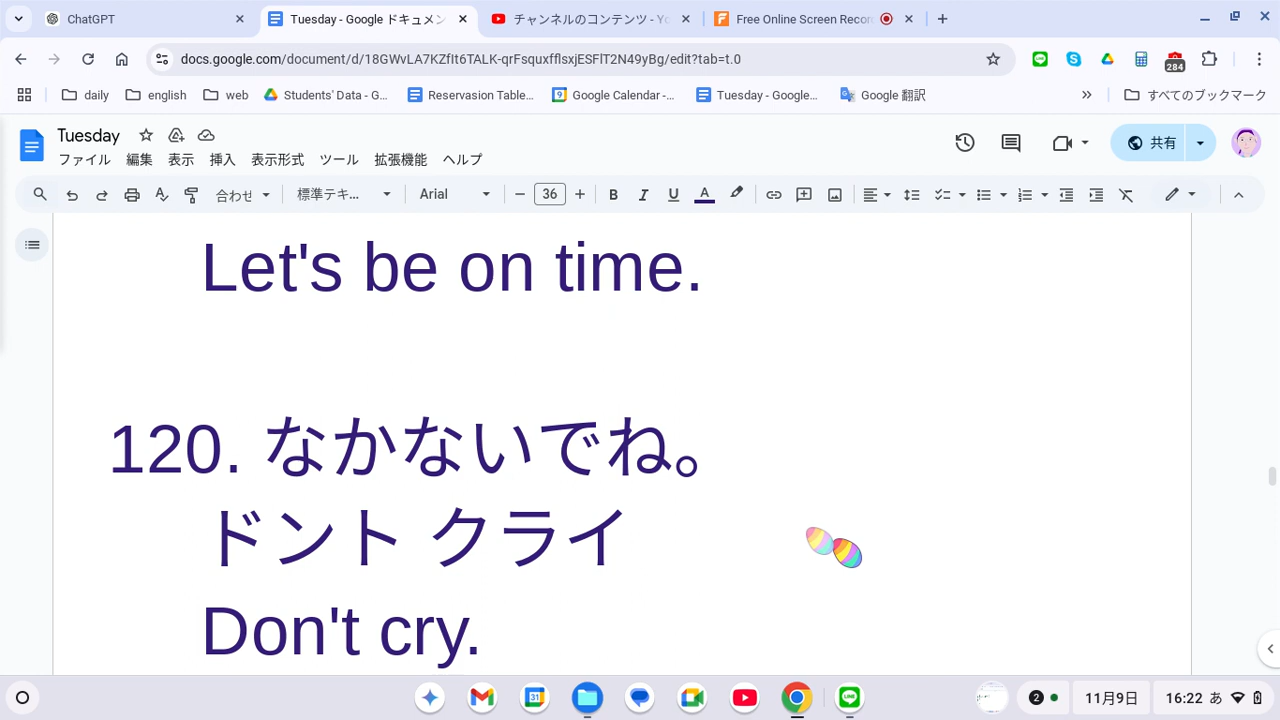 ChatGPT
Tuesday - Google ドキュメン
チャンネルのコンテンツ - Yo
Free Online Screen Recor
docs.google.com/document/d/13GWvLA7KZfIt6TALK-qrFsquxfflsxjESFlT2N49yBg/edit?tab=t.0
284
daily
english
web
Students' Data - G...
Reservasion Table...
Google Calendar -...
Tuesday - Google...
Google 翻訳
すべてのブックマーク
Tuesday
共有
ファイル 編集 表示 挿入 表示形式 ツール 拡張機能 ヘルプ
合わせ
標準テキ...
Arial
36
B I U A
Let's be on time.
120. なかないでね。
ドント クライ
Don't cry.
31
2
11月9日
16:22 あ